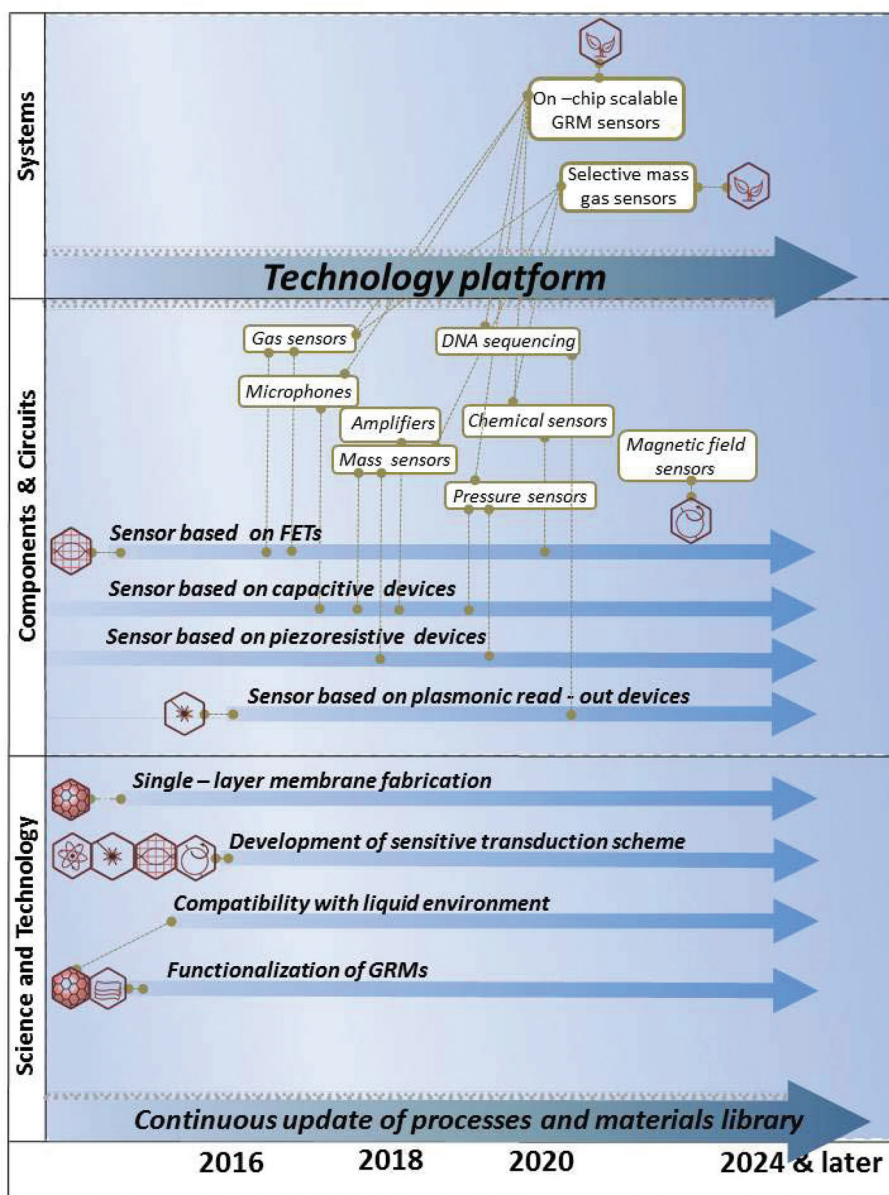 Systems
On –chip scalable
GRM sensors
Selective mass
gas sensors
Technology platform
Components & Circuits
Gas sensors
DNA sequencing
Microphones
Amplifiers
Chemical sensors
Mass sensors
Magnetic field
sensors
Pressure sensors
Sensor based on FETs
Sensor based on capacitive devices
Sensor based on piezoresistive devices
Sensor based on plasmonic read - out devices
Science and Technology
Single – layer membrane fabrication
Development of sensitive transduction scheme
Compatibility with liquid environment
Functionalization of GRMs
Continuous update of processes and materials library
2016 2018 2020 2024 & later